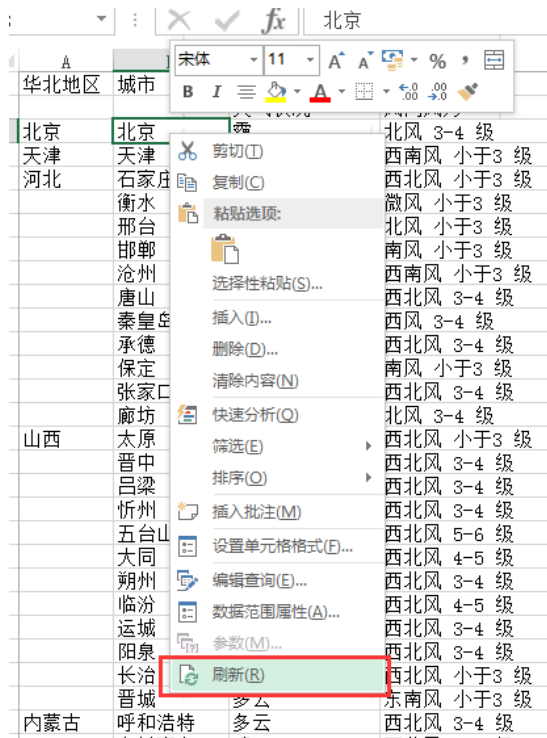 fx 北京
宋体 11 A A % ,
B I A .00 .00
A
华北地区 城市
北京 北京 霾 北风 3-4 级
天津 天津 西南风 小于3 级
河北 石家庄 西北风 小于3 级
衡水 微风 小于3 级
邢台 北风 小于3 级
邯郸 南风 小于3 级
沧州 西南风 小于3 级
唐山 西北风 3-4 级
秦皇岛 西风 3-4 级
承德 西北风 3-4 级
保定 南风 小于3 级
张家口 西北风 3-4 级
廊坊 北风 3-4 级
山西 太原 西北风 小于3 级
晋中 西北风 3-4 级
吕梁 西北风 3-4 级
忻州 西北风 3-4 级
五台山 西北风 5-6 级
大同 西北风 4-5 级
朔州 西北风 3-4 级
临汾 西北风 4-5 级
运城 西北风 3-4 级
阳泉 西北风 3-4 级
长治 西北风 小于3 级
晋城 多云 东南风 小于3 级
内蒙古 呼和浩特 多云 西北风 3-4 级
剪切(T)
复制(C)
粘贴选项:
选择性粘贴(S)...
插入(I)...
删除(D)...
清除内容(N)
快速分析(Q)
筛选(E)
排序(O)
插入批注(M)
设置单元格格式(F)...
编辑查询(E)...
数据范围属性(A)...
参数(M)...
刷新(R)